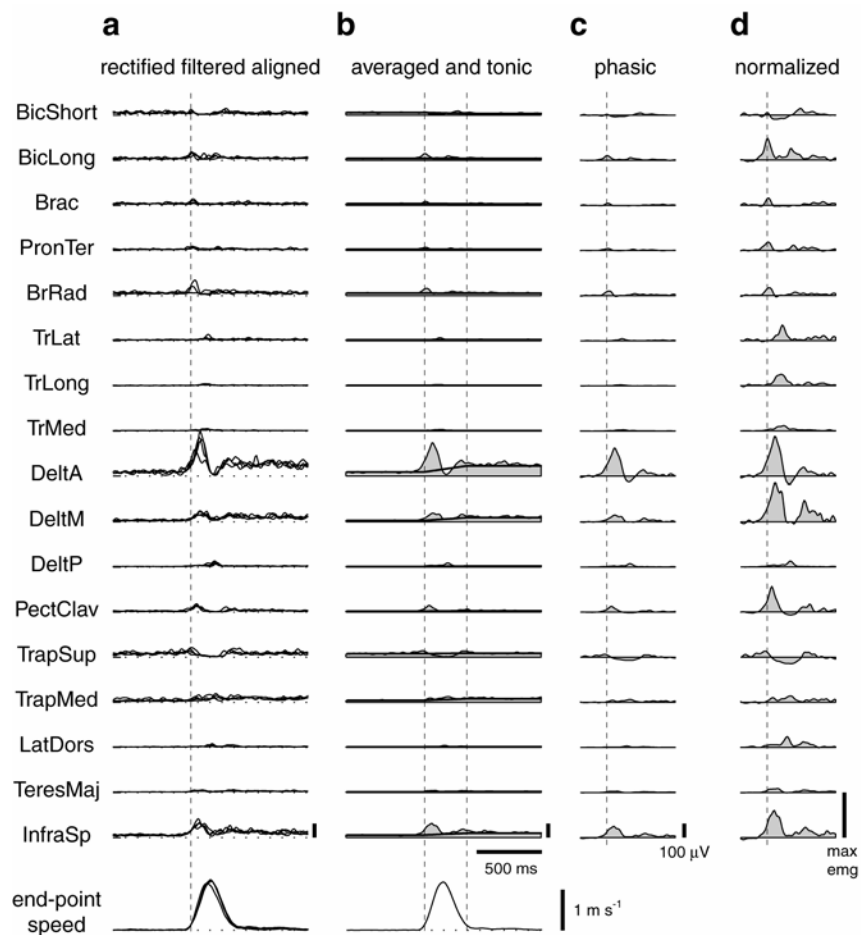 a b c d
rectified filtered aligned averaged and tonic phasic normalized
BicShort
BicLong
Brac
PronTer
BrRad
TrLat
TrLong
TrMed
DeltA
DeltM
DeltP
PectClav
TrapSup
TrapMed
LatDors
TeresMaj
InfraSp
500 ms
100 μV
max
emg
end-point
speed
1 m s⁻¹